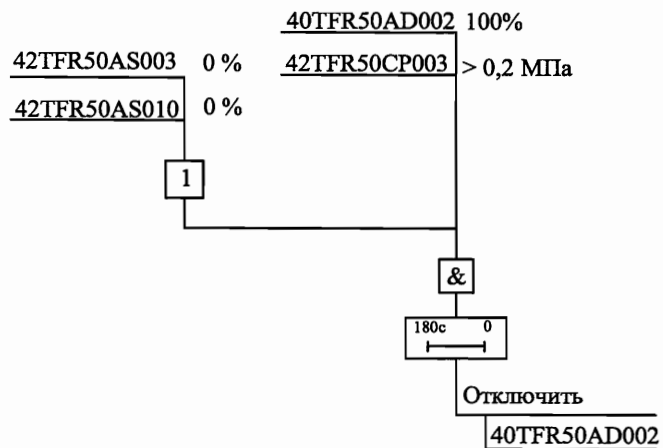 40TFR50AD002 100%
42TFR50AS003 0 %
42TFR50CP003 > 0,2 МПа
42TFR50AS010 0 %
1
&
180с 0
Отключить
40TFR50AD002